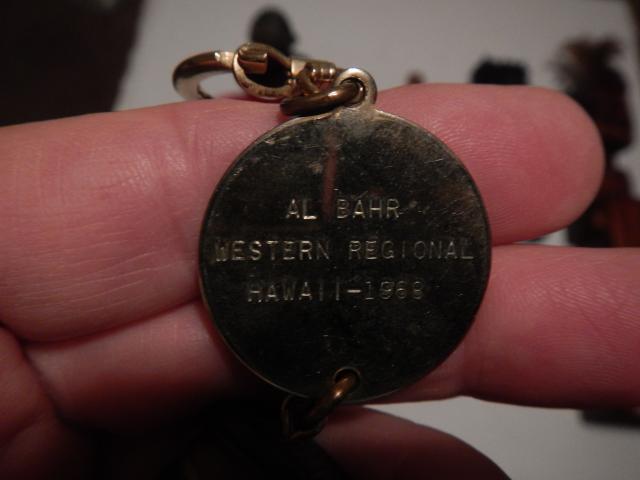 AL BAHR
WESTERN REGIONAL
HAWAII-1968